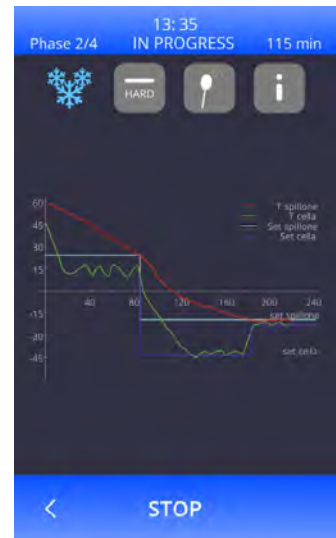 13:35
Phase 2/4 IN PROGRESS 115 min
HARD
i
60
45
30
15
-15
-30
-45
40 80 120 160 200 240
T spillone
T cella
Set spillone
Set cella
set spillone
set cella
STOP